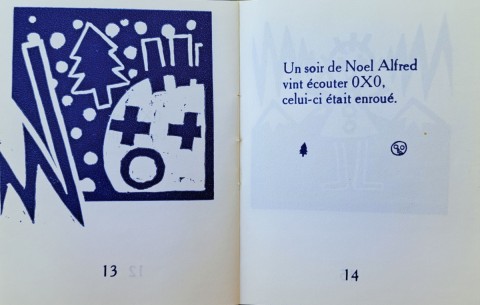 Un soir de Noel Alfred
vint écouter 0X0,
celui-ci était enroué.
13
14